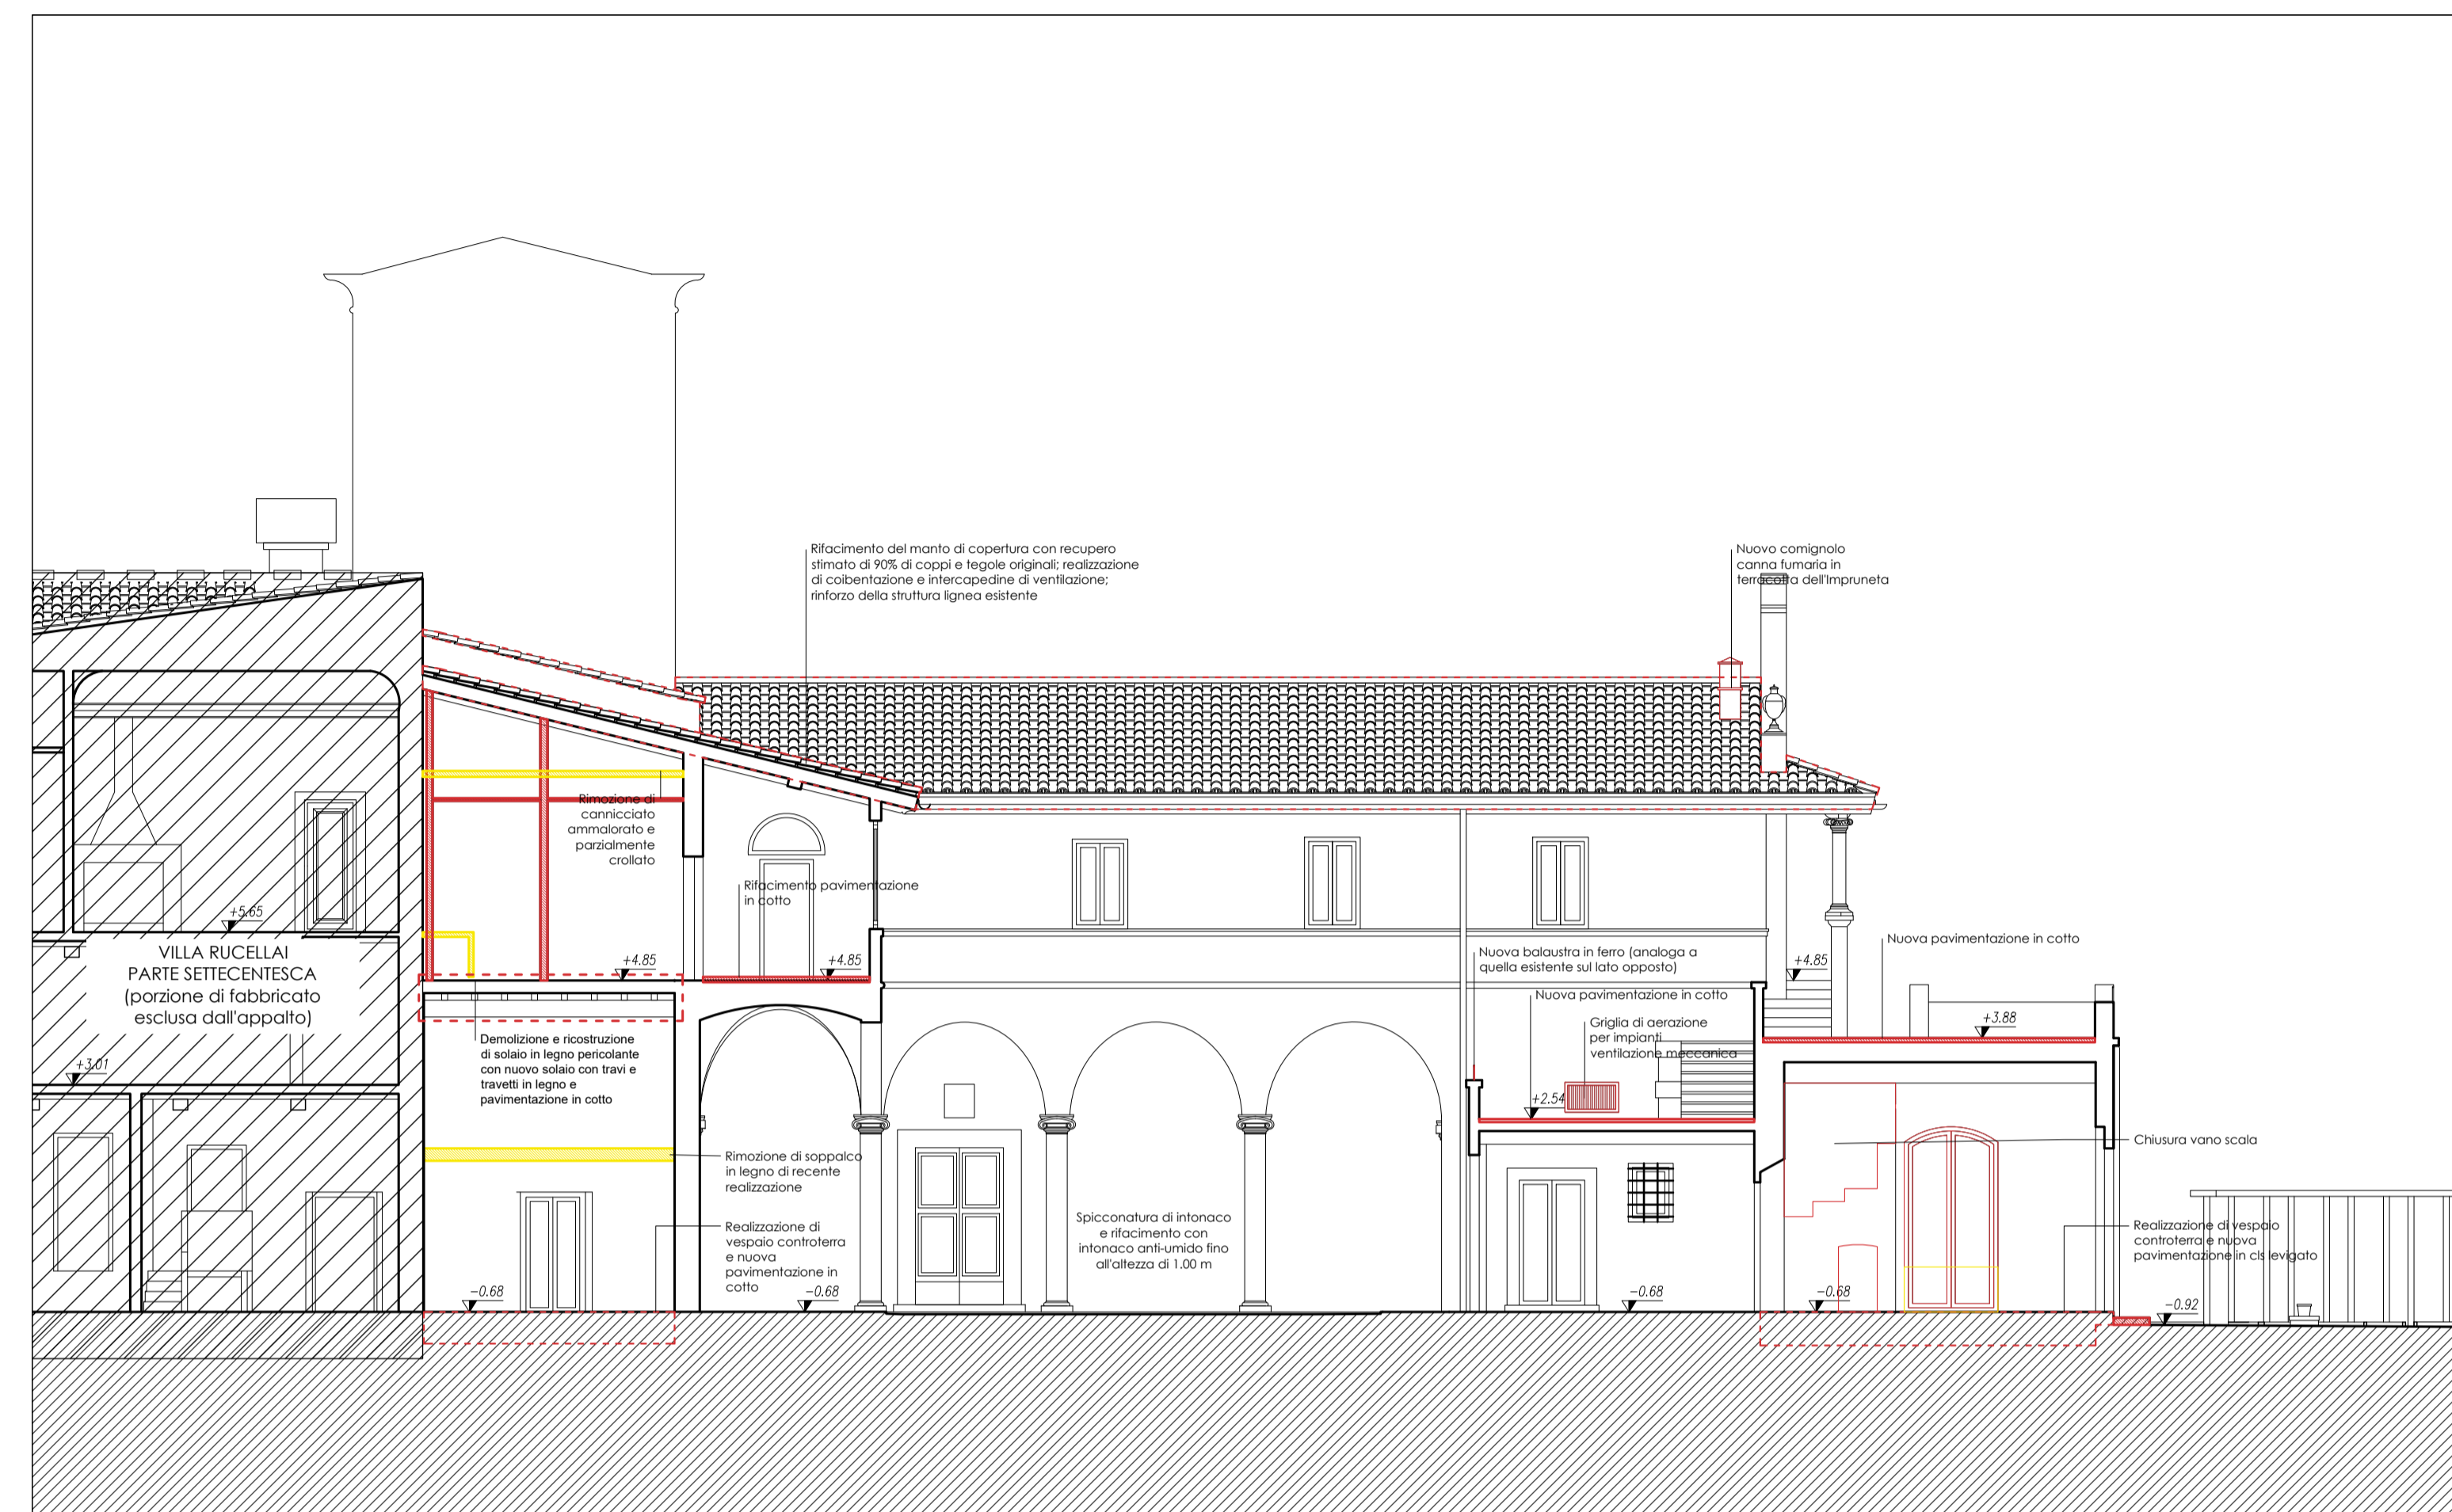 Rifacimento del manto di copertura con recupero
stimato di 90% di coppi e tegole originali; realizzazione
di coibentazione e intercapedine di ventilazione;
rinforzo della struttura lignea esistente
Nuovo comignolo
canna fumaria in
terracotta dell'Impruneta
Rimozione di
cannicciato
ammalorato e
parzialmente
crollato
Rifacimento pavimentazione
in cotto
+5.65
VILLA RUCELLAI
PARTE SETTECENTESCA
(porzione di fabbricato
esclusa dall'appalto)
+3.01
+4.85
+4.85
Nuova balaustra in ferro (analoga a
quella esistente sul lato opposto)
Nuova pavimentazione in cotto
Griglia di aerazione
per impianti
ventilazione meccanica
+2.54
+4.85
Nuova pavimentazione in cotto
+3.88
Demolizione e ricostruzione
di solaio in legno pericolante
con nuovo solaio con travi e
travetti in legno e
pavimentazione in cotto
Rimozione di soppalco
in legno di recente
realizzazione
Realizzazione di
vespaio controterra
e nuova
pavimentazione in
cotto
Spicconatura di intonaco
e rifacimento con
intonaco anti-umido fino
all'altezza di 1.00 m
Chiusura vano scala
Realizzazione di vespaio
controterra e nuova
pavimentazione in cls levigato
-0.68
-0.68
-0.68
-0.68
-0.92